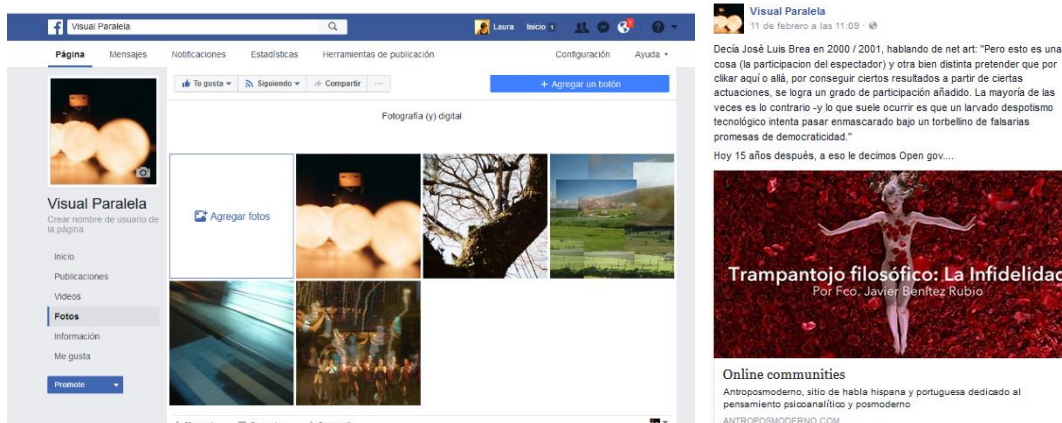 Visual Paralela
Laura Inicio 1
Página Mensajes Notificaciones Estadísticas Herramientas de publicación Configuración Ayuda
Te gusta Siguiendo Compartir ...
+ Agregar un botón
Fotografía (y) digital
Agregar fotos
Visual Paralela
Crear nombre de usuario de
la página
Inicio
Publicaciones
Videos
Fotos
Información
Me gusta
Promote
Visual Paralela
11 de febrero a las 11:09 ·
Decía José Luis Brea en 2000 / 2001, hablando de net art: "Pero esto es una
cosa (la participacion del espectador) y otra bien distinta pretender que por
clikar aquí o allá, por conseguir ciertos resultados a partir de ciertas
actuaciones, se logra un grado de participación añadido. La mayoría de las
veces es lo contrario -y lo que suele ocurrir es que un larvado despotismo
tecnológico intenta pasar enmascarado bajo un torbellino de falsarias
promesas de democraticidad."
Hoy 15 años después, a eso le decimos Open gov....
Trampantojo filosófico: La Infidelidad
Por Fco. Javier Benítez Rubio
Online communities
Antroposmoderno, sitio de habla hispana y portuguesa dedicado al
pensamiento psicoanalítico y posmoderno
ANTROPOSMODERNO.COM